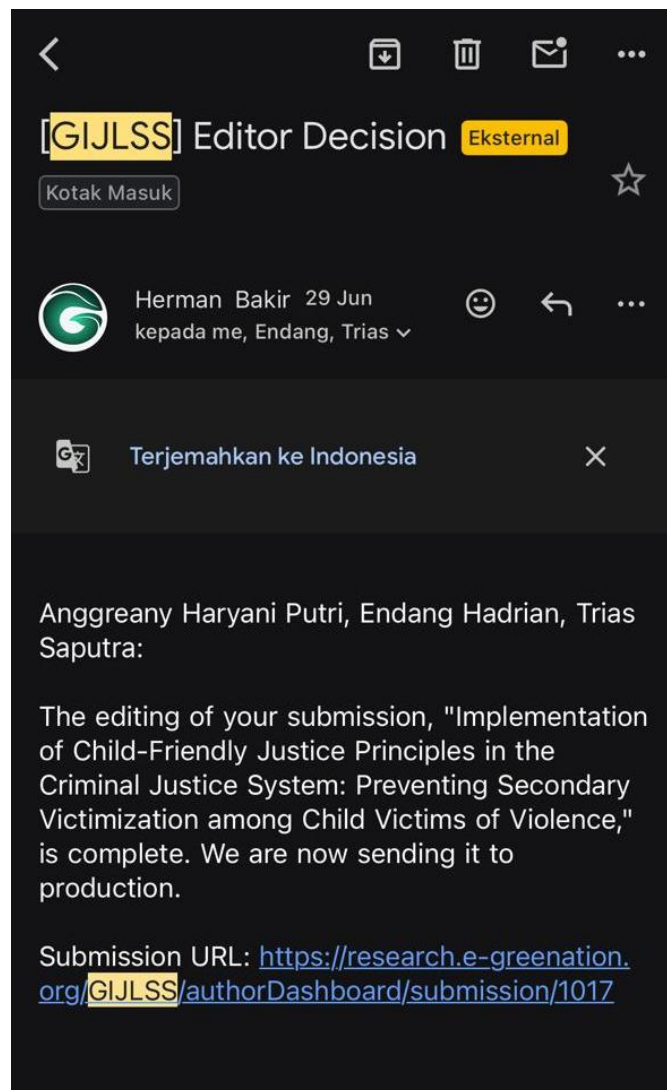 [GIJLSS] Editor Decision Eksternal
Kotak Masuk
Herman Bakir 29 Jun
kepada me, Endang, Trias
Terjemahkan ke Indonesia
Anggreany Haryani Putri, Endang Hadrian, Trias
Saputra:
The editing of your submission, "Implementation
of Child-Friendly Justice Principles in the
Criminal Justice System: Preventing Secondary
Victimization among Child Victims of Violence,"
is complete. We are now sending it to
production.
Submission URL: https://research.e-greenation.
org/GIJLSS/authorDashboard/submission/1017